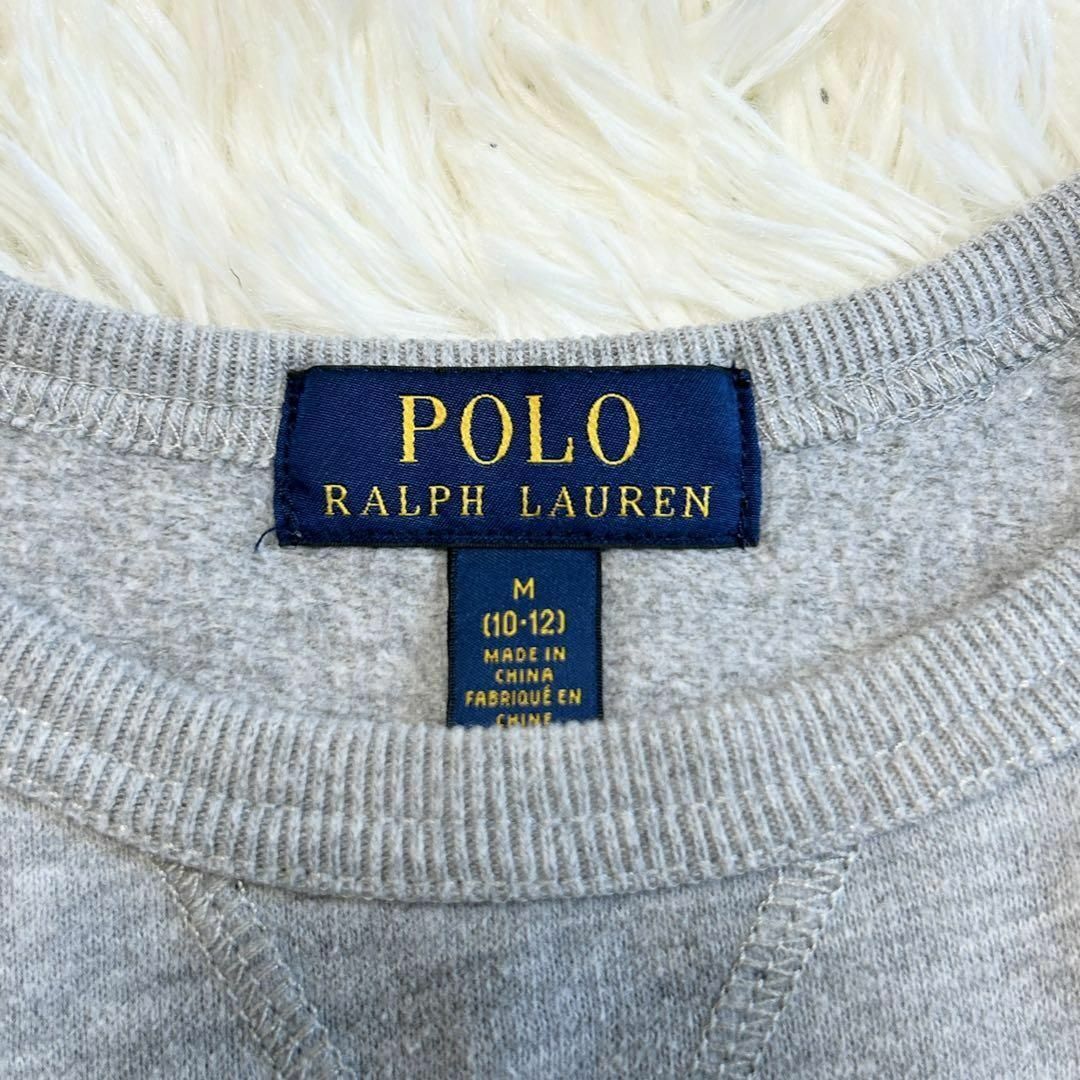 POLO
RALPH LAUREN
M
(10·12)
MADE IN
CHINA
FABRIQUÉ EN
CHINE